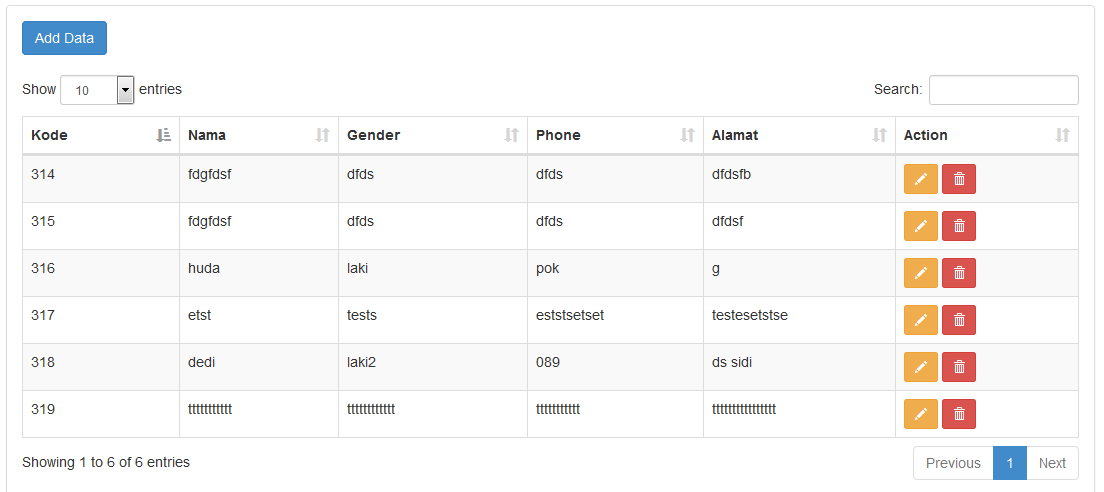 Add Data
Show 10 entries Search:
Kode Nama Gender Phone Alamat Action
314 fdgfdsf dfds dfds dfdsfb
315 fdgfdsf dfds dfds dfdsf
316 huda laki pok g
317 etst tests eststsetset testesetstse
318 dedi laki2 089 ds sidi
319 ttttttttttt tttttttttttt ttttttttttt tttttttttttttttt
Showing 1 to 6 of 6 entries Previous 1 Next